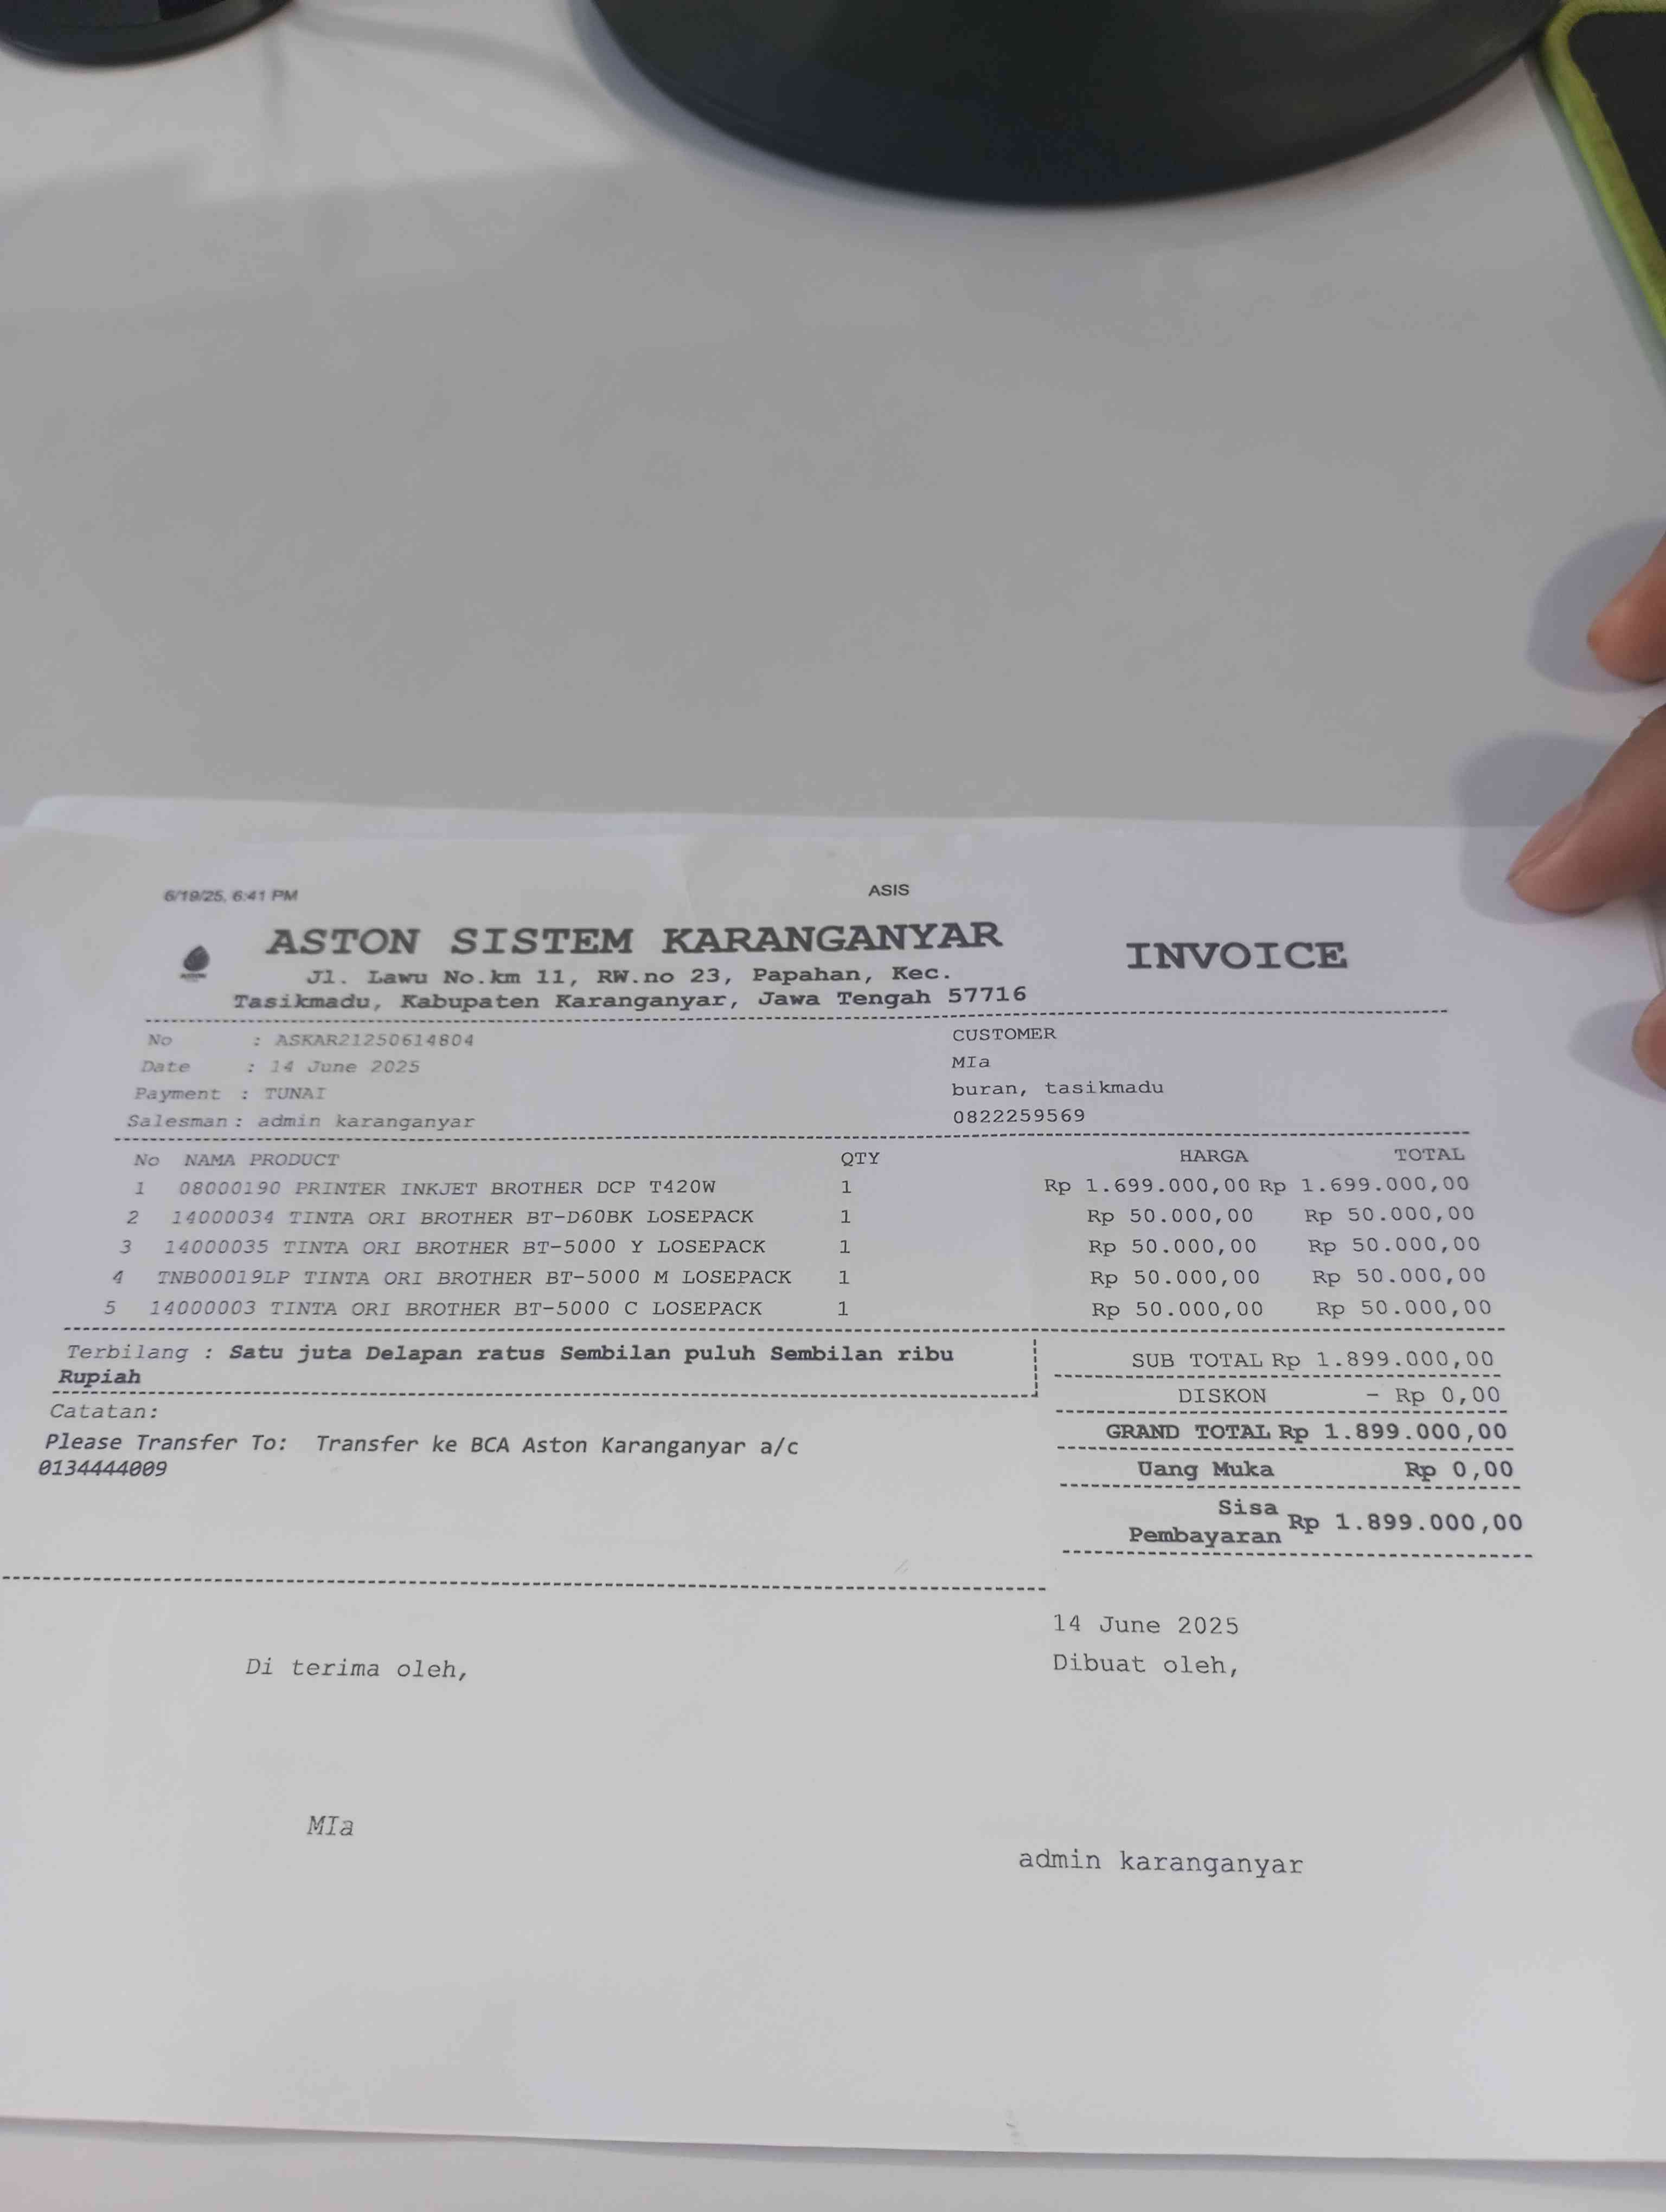 6/19/25, 6:41 PM
ASIS
ASTON SISTEM KARANGANYAR
INVOICE
Jl. Lawu No.km 11, RW.no 23, Papahan, Kec.
Tasikmadu, Kabupaten Karanganyar, Jawa Tengah 57716
No : ASKAR21250614804
Date : 14 June 2025
Payment : TUNAI
Salesman : admin karanganyar
CUSTOMER
MIa
buran, tasikmadu
0822259569
No NAMA PRODUCT QTY HARGA TOTAL
1 08000190 PRINTER INKJET BROTHER DCP T420W 1 Rp 1.699.000,00 Rp 1.699.000,00
2 14000034 TINTA ORI BROTHER BT-D60BK LOSEPACK 1 Rp 50.000,00 Rp 50.000,00
3 14000035 TINTA ORI BROTHER BT-5000 Y LOSEPACK 1 Rp 50.000,00 Rp 50.000,00
4 TNB00019LP TINTA ORI BROTHER BT-5000 M LOSEPACK 1 Rp 50.000,00 Rp 50.000,00
5 14000003 TINTA ORI BROTHER BT-5000 C LOSEPACK 1 Rp 50.000,00 Rp 50.000,00
Terbilang : Satu juta Delapan ratus Sembilan puluh Sembilan ribu
Rupiah
Catatan:
Please Transfer To: Transfer ke BCA Aston Karanganyar a/c
0134444009
SUB TOTAL Rp 1.899.000,00
DISKON - Rp 0,00
GRAND TOTAL Rp 1.899.000,00
Uang Muka Rp 0,00
Sisa
Pembayaran Rp 1.899.000,00
14 June 2025
Di terima oleh,
Dibuat oleh,
MIa
admin karanganyar